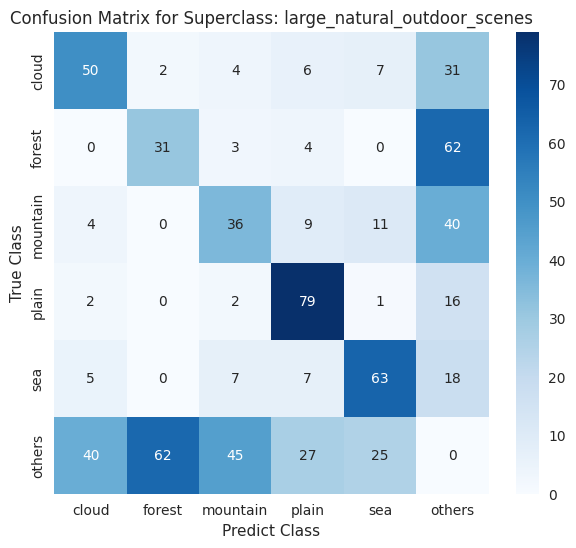 Confusion Matrix for Superclass: large_natural_outdoor_scenes
True Class
cloud 50 2 4 6 7 31
forest 0 31 3 4 0 62
mountain 4 0 36 9 11 40
plain 2 0 2 79 1 16
sea 5 0 7 7 63 18
others 40 62 45 27 25 0
cloud forest mountain plain sea others
Predict Class
70
60
50
40
30
20
10
0